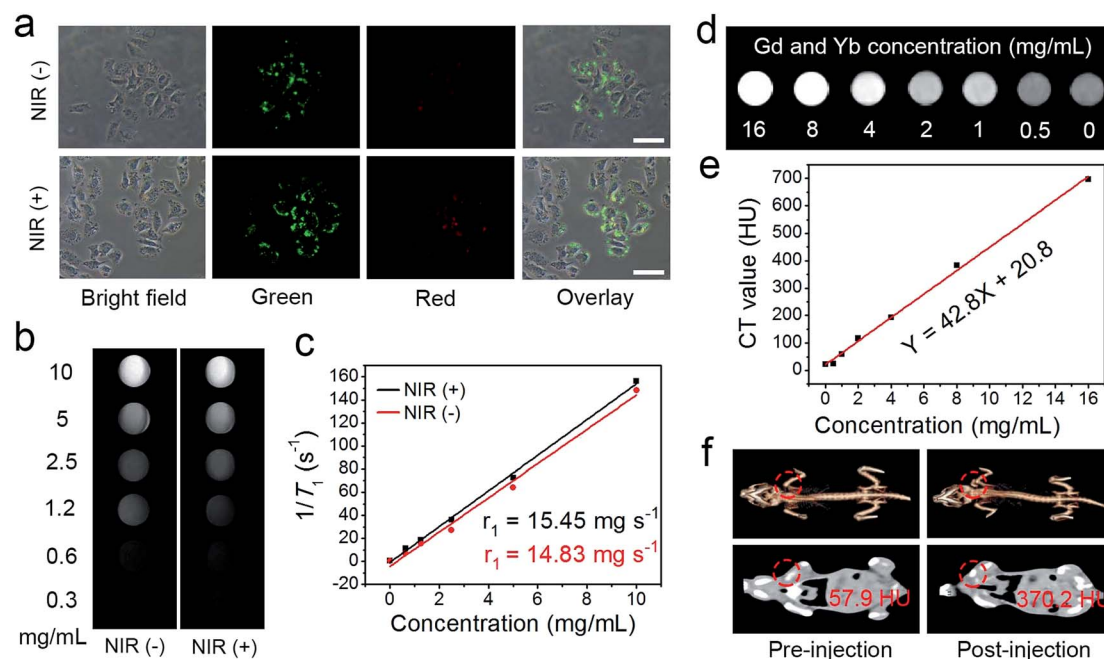 a
NIR (-)
NIR (+)
Bright field
Green
Red
Overlay
b
10
5
2.5
1.2
0.6
0.3
mg/mL
NIR (-)
NIR (+)
c
NIR (+)
NIR (-)
160
140
120
100
80
60
40
20
0
-20
1/T₁ (s⁻¹)
r₁ = 15.45 mg s⁻¹
r₁ = 14.83 mg s⁻¹
0 2 4 6 8 10
Concentration (mg/mL)
d
Gd and Yb concentration (mg/mL)
16 8 4 2 1 0.5 0
e
700
600
500
400
300
200
100
0
CT value (HU)
Y = 42.8X + 20.8
0 2 4 6 8 10 12 14 16
Concentration (mg/mL)
f
57.9 HU
370.2 HU
Pre-injection
Post-injection